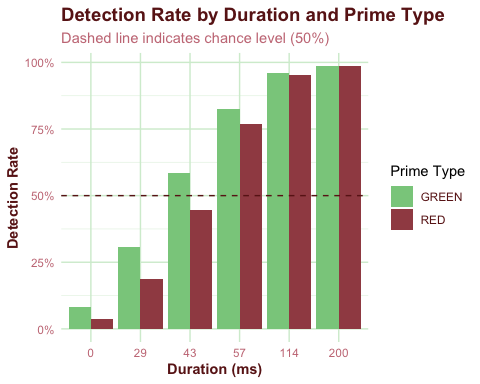 Detection Rate by Duration and Prime Type
Dashed line indicates chance level (50%)
100%
75%
50%
25%
0%
Detection Rate
0 29 43 57 114 200
Duration (ms)
Prime Type
GREEN
RED